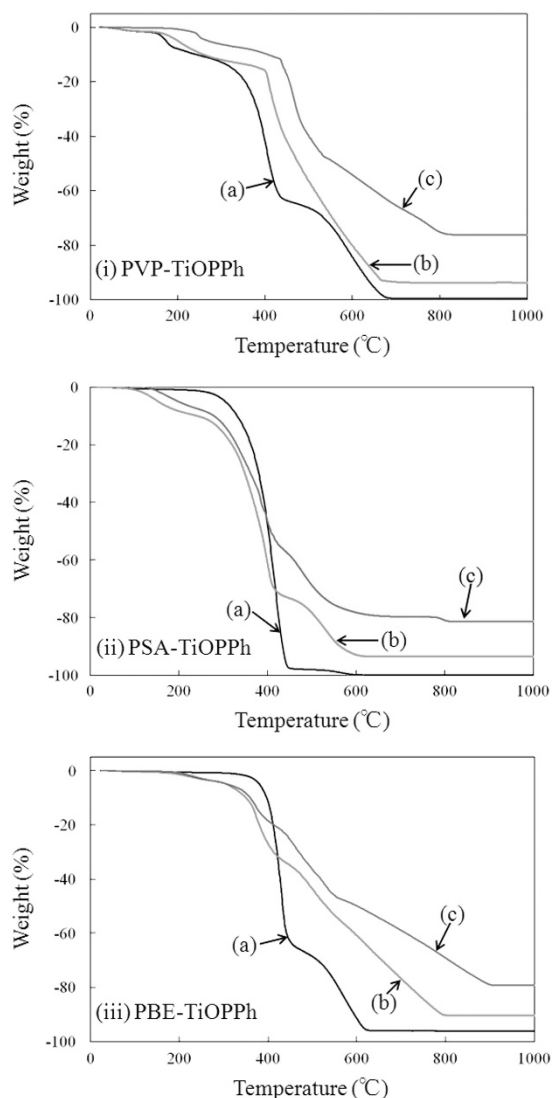 0
-20
-40
-60
-80
-100
Weight (%)
(a)
(b)
(c)
(i) PVP-TiOPPh
0 200 400 600 800 1000
Temperature (℃)
0
-20
-40
-60
-80
-100
Weight (%)
(a)
(b)
(c)
(ii) PSA-TiOPPh
0 200 400 600 800 1000
Temperature (℃)
0
-20
-40
-60
-80
-100
Weight (%)
(a)
(b)
(c)
(iii) PBE-TiOPPh
0 200 400 600 800 1000
Temperature (℃)